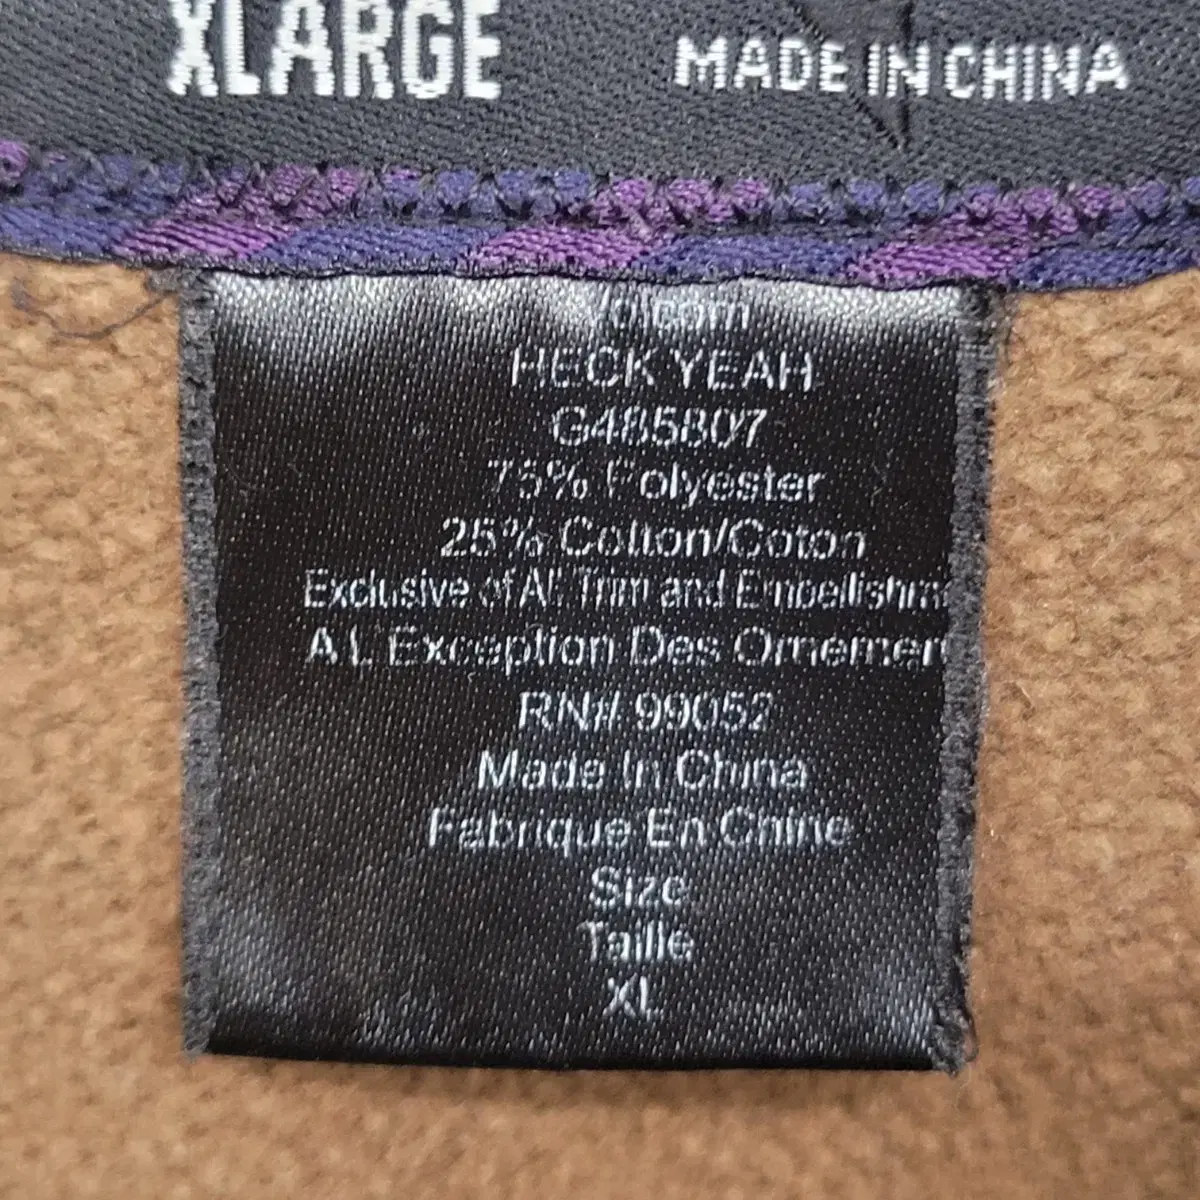 XLARGE
MADE IN CHINA
Volcom
HECK YEAH
G485807
75% Polyester
25% Cotton/Coton
Exclusive of All Trim and Embellishm
A L Exception Des Ornemen
RN# 99052
Made In China
Fabrique En Chine
Size
Taille
XL